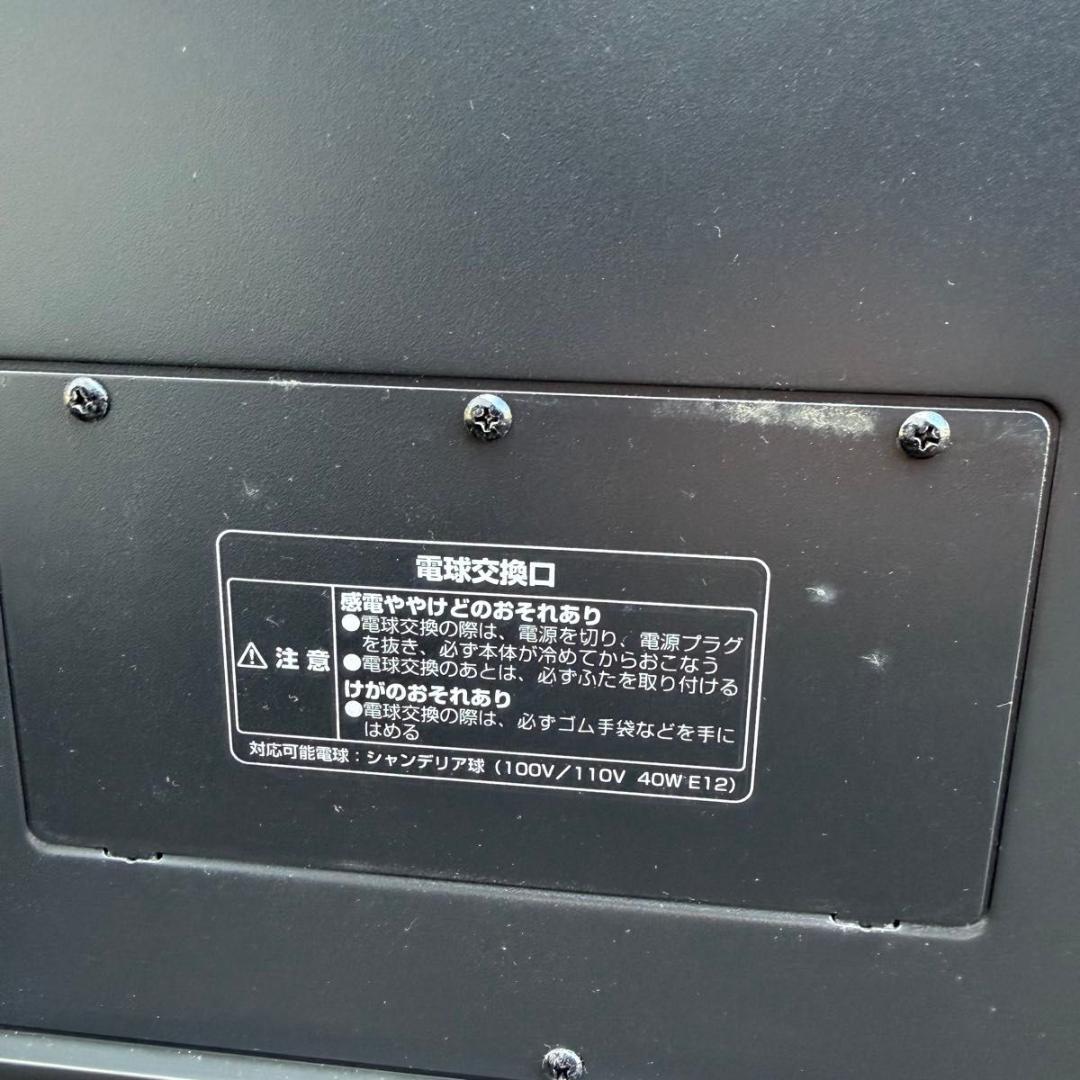 電球交換口
⚠注意
感電ややけどのおそれあり
●電球交換の際は、電源を切り、電源プラグ
を抜き、必ず本体が冷めてからおこなう
●電球交換のあとは、必ずふたを取り付ける
けがのおそれあり
●電球交換の際は、必ずゴム手袋などを手に
はめる
対応可能電球：シャンデリア球（100V／110V 40W E12）